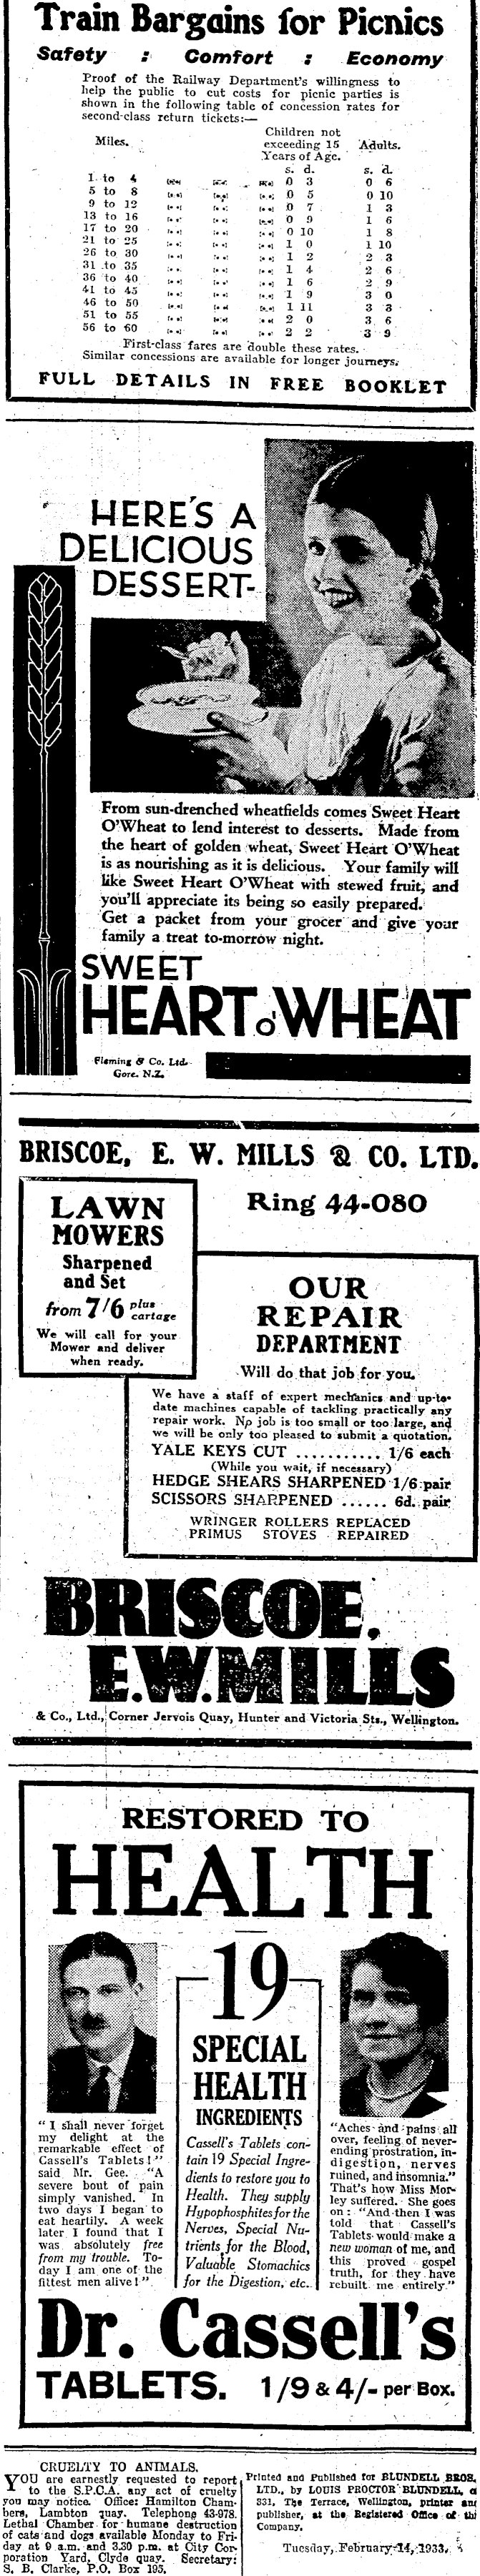 Train Bargains for Picnics
Safety : Comfort : Economy
Proof of the Railway Department's willingness to
help the public to cut costs for picnic parties is
shown in the following table of concession rates for
second-class return tickets:—
Children not
Miles. exceeding 15 Adults.
Years of Age.
s. d. s. d.
1 to 4 0 3 0 6
5 to 8 0 5 0 10
9 to 12 0 7 1 3
13 to 16 0 9 1 6
17 to 20 0 10 1 8
21 to 25 1 0 1 10
26 to 30 1 2 2 3
31 to 35 1 4 2 6
36 to 40 1 6 2 9
41 to 45 1 9 3 0
46 to 50 1 11 3 3
51 to 55 2 0 3 6
56 to 60 2 2 3 9
First-class fares are double these rates.
Similar concessions are available for longer journeys.
FULL DETAILS IN FREE BOOKLET
HERE'S A
DELICIOUS
DESSERT-
From sun-drenched wheatfields comes Sweet Heart
O'Wheat to lend interest to desserts. Made from
the heart of golden wheat, Sweet Heart O'Wheat
is as nourishing as it is delicious. Your family will
like Sweet Heart O'Wheat with stewed fruit, and
you'll appreciate its being so easily prepared.
Get a packet from your grocer and give your
family a treat to-morrow night.
SWEET
HEART O' WHEAT
Fleming & Co. Ltd.
Gore. N.Z.
BRISCOE, E. W. MILLS & CO. LTD.
LAWN
MOWERS
Sharpened
and Set
from 7/6 plus cartage
We will call for your
Mower and deliver
when ready.
Ring 44-080
OUR
REPAIR
DEPARTMENT
Will do that job for you.
We have a staff of expert mechanics and up-to-
date machines capable of tackling practically any
repair work. No job is too small or too large, and
we will be only too pleased to submit a quotation.
YALE KEYS CUT ........... 1/6 each
(While you wait, if necessary)
HEDGE SHEARS SHARPENED 1/6 pair
SCISSORS SHARPENED ...... 6d. pair
WRINGER ROLLERS REPLACED
PRIMUS STOVES REPAIRED
BRISCOE,
E.W. MILLS
& Co., Ltd., Corner Jervois Quay, Hunter and Victoria Sts., Wellington.
RESTORED TO
HEALTH
19
SPECIAL
HEALTH
INGREDIENTS
"I shall never forget
my delight at the
remarkable effect of
Cassell's Tablets!"
said Mr. Gee. "A
severe bout of pain
simply vanished. In
two days I began to
eat heartily. A week
later I found that I
was absolutely free
from my trouble. To-
day I am one of the
fittest men alive!"
Cassell's Tablets con-
tain 19 Special Ingre-
dients to restore you to
Health. They supply
Hypophosphites for the
Nerves, Special Nu-
trients for the Blood,
Valuable Stomachics
for the Digestion, etc.
"Aches and pains all
over, feeling of never-
ending prostration, in-
digestion, nerves
ruined, and insomnia."
That's how Miss Mor-
ley suffered. She goes
on: "And then I was
told that Cassell's
Tablets would make a
new woman of me, and
this proved gospel
truth, for they have
rebuilt me entirely."
Dr. Cassell's
TABLETS. 1/9 & 4/- per Box.
CRUELTY TO ANIMALS.
YOU are earnestly requested to report
to the S.P.C.A. any act of cruelty
you may notice. Office: Hamilton Cham-
bers, Lambton quay. Telephone 43-978.
Lethal Chamber for humane destruction
of cats and dogs available Monday to Fri-
day at 9 a.m. and 3.30 p.m. at City Cor-
poration Yard, Clyde quay. Secretary:
S. B. Clarke, P.O. Box 195.
Printed and Published for BLUNDELL BROS.
LTD., by LOUIS PROCTOR BLUNDELL, of
331, The Terrace, Wellington, printer and
publisher, at the Registered Office of the
Company.
Tuesday, February 14, 1933.